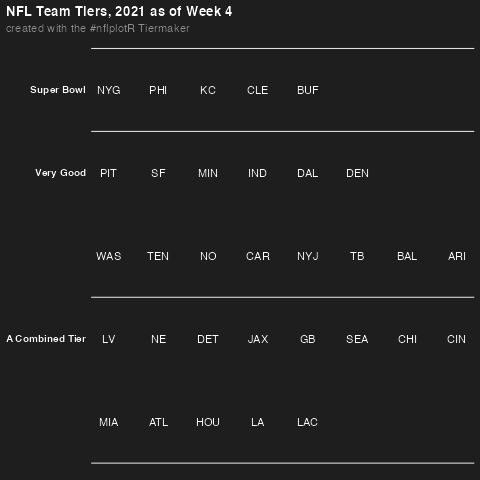 NFL Team Tiers, 2021 as of Week 4
created with the #nflplotR Tiermaker
Super Bowl NYG PHI KC CLE BUF
Very Good PIT SF MIN IND DAL DEN
WAS TEN NO CAR NYJ TB BAL ARI
A Combined Tier LV NE DET JAX GB SEA CHI CIN
MIA ATL HOU LA LAC